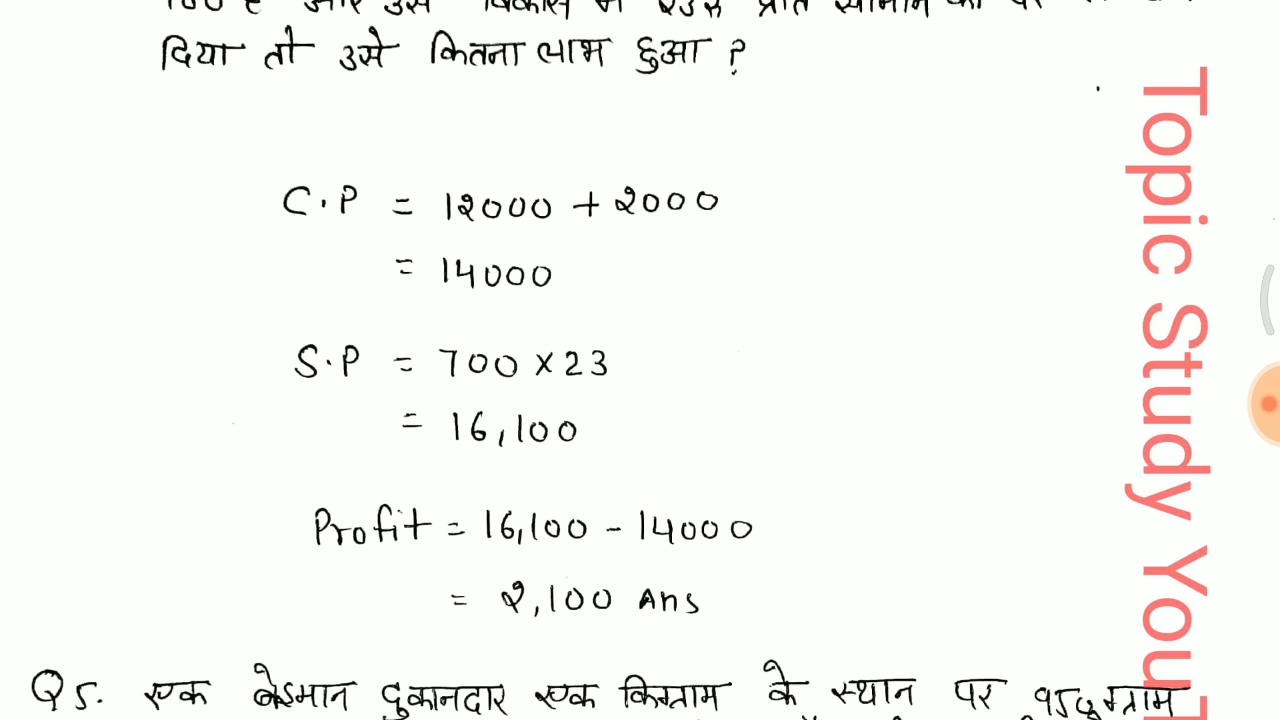 दिया तो उसे कितना लाभ हुआ ?
C.P = 12000 + 2000
= 14000
S.P = 700 × 23
= 16,100
Profit = 16,100 - 14000
= 2,100 Ans
Q5. एक बेइमान दुकानदार एक किलोग्राम के स्थान पर
Topic Study You